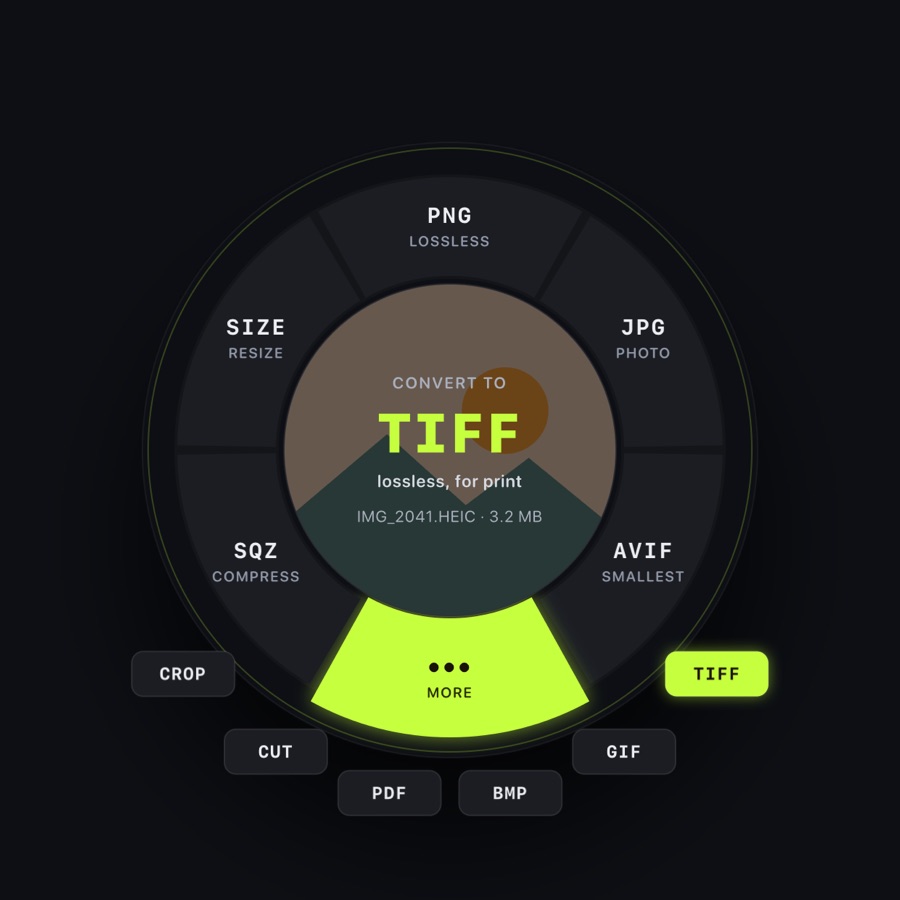 PNG
LOSSLESS
SIZE
RESIZE
JPG
PHOTO
CONVERT TO
TIFF
lossless, for print
IMG_2041.HEIC · 3.2 MB
SQZ
COMPRESS
AVIF
SMALLEST
•••
MORE
CROP
TIFF
CUT
GIF
PDF
BMP